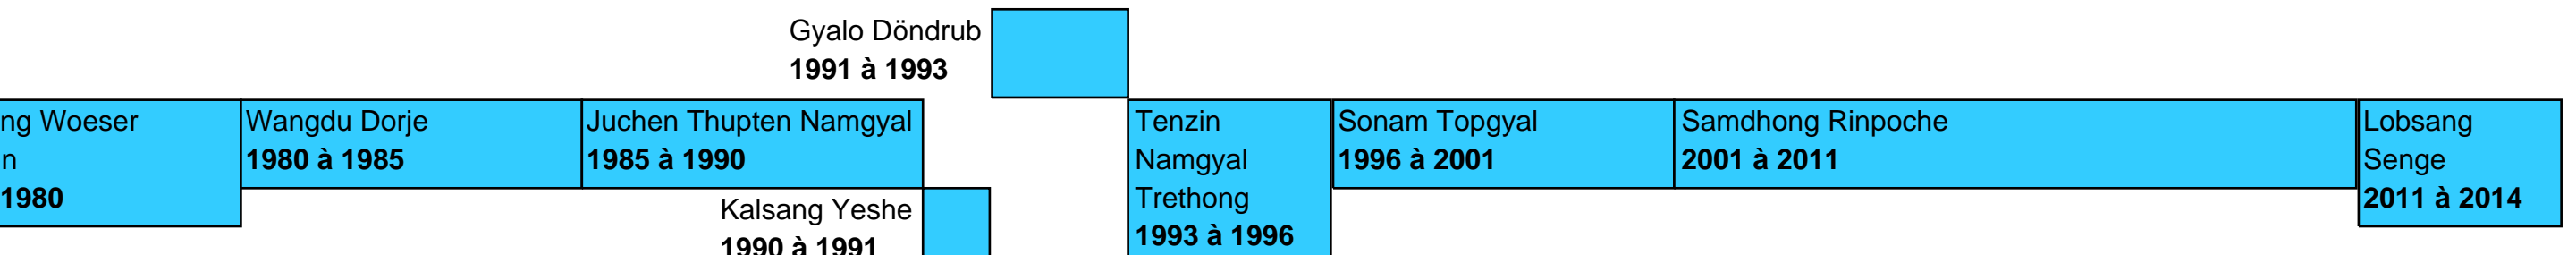 Gyalo Döndrub
1991 à 1993
ng Woeser
n
1980
Wangdu Dorje
1980 à 1985
Juchen Thupten Namgyal
1985 à 1990
Kalsang Yeshe
1990 à 1991
Tenzin
Namgyal
Trethong
1993 à 1996
Sonam Topgyal
1996 à 2001
Samdhong Rinpoche
2001 à 2011
Lobsang
Senge
2011 à 2014